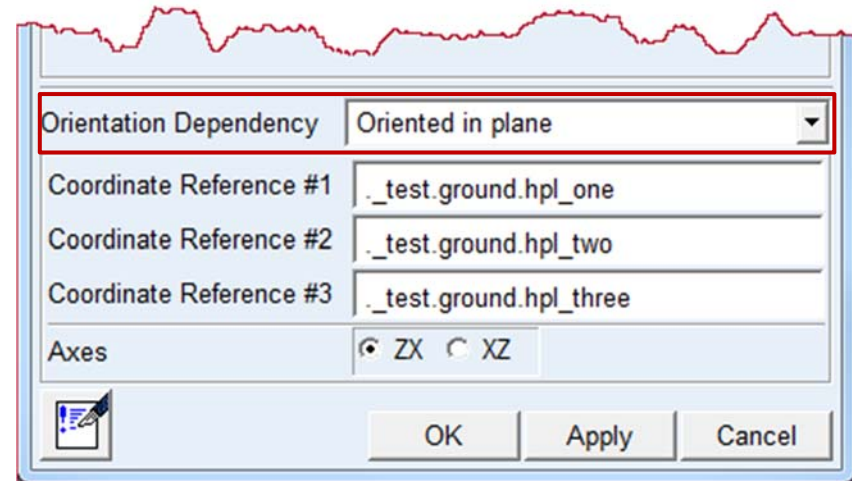 Orientation Dependency Oriented in plane
Coordinate Reference #1 ._test.ground.hpl_one
Coordinate Reference #2 ._test.ground.hpl_two
Coordinate Reference #3 ._test.ground.hpl_three
Axes ZX XZ
OK Apply Cancel